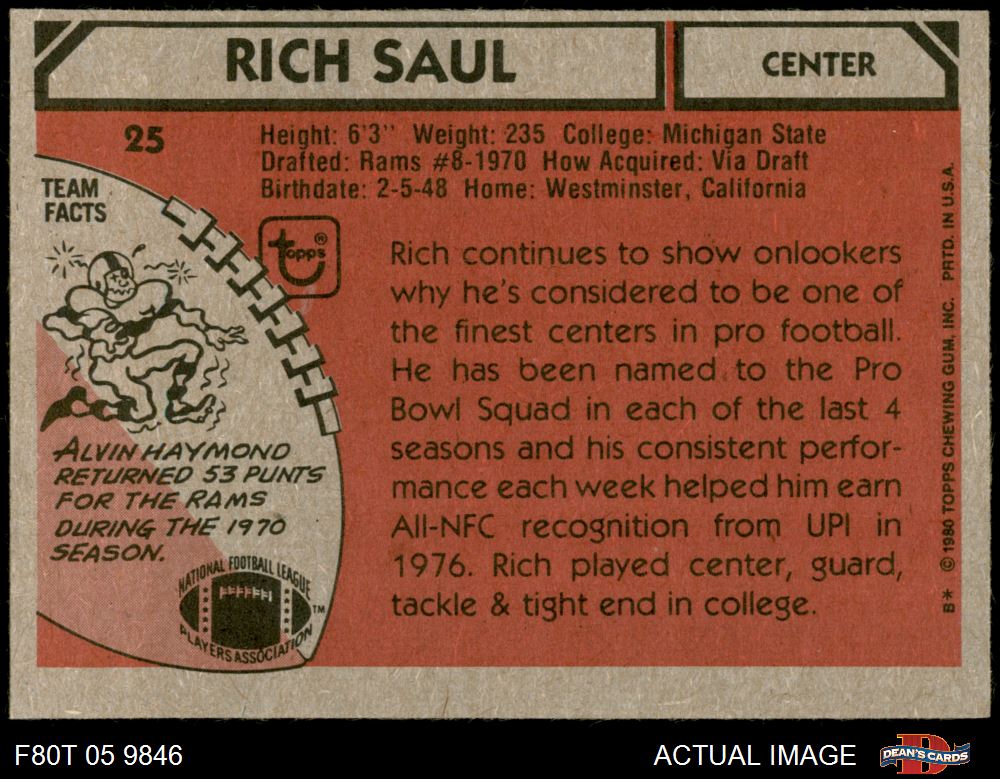 RICH SAUL
CENTER
25
Height: 6'3'' Weight: 235 College: Michigan State
Drafted: Rams #8-1970 How Acquired: Via Draft
Birthdate: 2-5-48 Home: Westminster, California
TEAM
FACTS
topps®
Rich continues to show onlookers
why he's considered to be one of
the finest centers in pro football.
He has been named to the Pro
Bowl Squad in each of the last 4
seasons and his consistent perfor-
mance each week helped him earn
All-NFC recognition from UPI in
1976. Rich played center, guard,
tackle & tight end in college.
ALVIN HAYMOND
RETURNED 53 PUNTS
FOR THE RAMS
DURING THE 1970
SEASON.
NATIONAL FOOTBALL LEAGUE
PLAYERS ASSOCIATION
TM
B* © 1980 TOPPS CHEWING GUM, INC. PRTD. IN U.S.A.
F80T 05 9846
ACTUAL IMAGE
D
DEAN'S CARDS